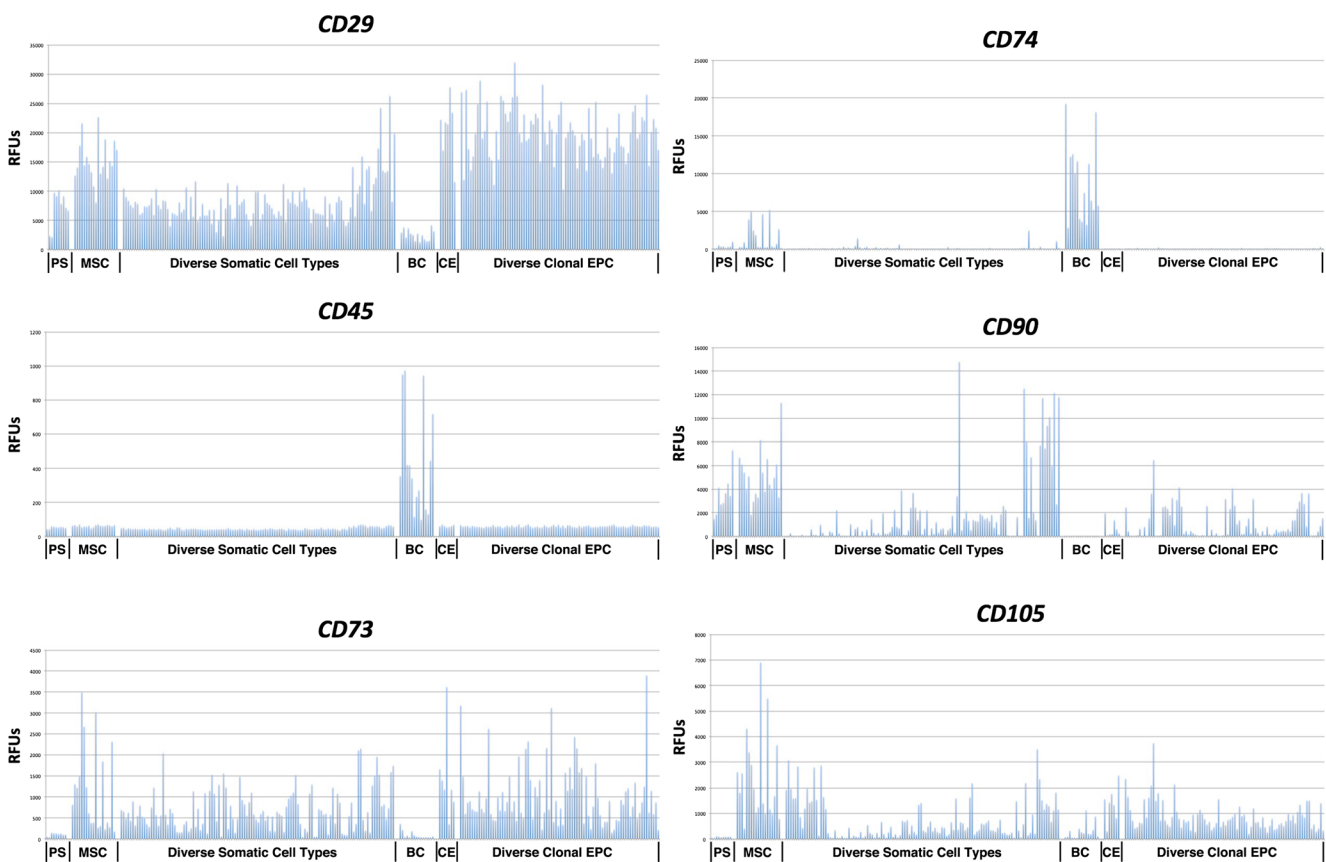 CD29
35000
30000
25000
20000
15000
10000
5000
0
RFUs
PS MSC Diverse Somatic Cell Types BC CE Diverse Clonal EPC
CD74
25000
20000
15000
10000
5000
0
RFUs
PS MSC Diverse Somatic Cell Types BC CE Diverse Clonal EPC
CD45
1200
1000
800
600
400
200
0
RFUs
PS MSC Diverse Somatic Cell Types BC CE Diverse Clonal EPC
CD90
16000
14000
12000
10000
8000
6000
4000
2000
0
RFUs
PS MSC Diverse Somatic Cell Types BC CE Diverse Clonal EPC
CD73
4500
4000
3500
3000
2500
2000
1500
1000
500
0
RFUs
PS MSC Diverse Somatic Cell Types BC CE Diverse Clonal EPC
CD105
8000
7000
6000
5000
4000
3000
2000
1000
0
RFUs
PS MSC Diverse Somatic Cell Types BC CE Diverse Clonal EPC